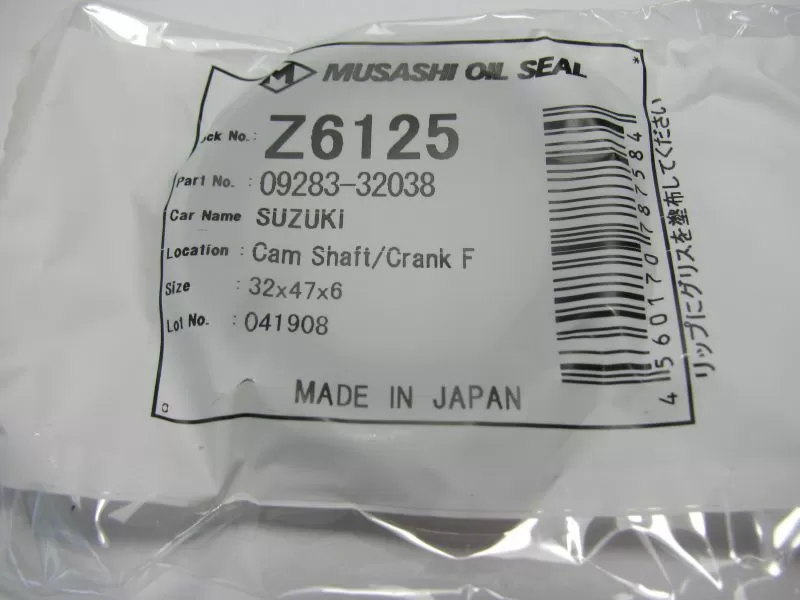 M MUSASHI OIL SEAL
*
ock No.: Z6125
Part No. : 09283-32038
Car Name SUZUKi
Location : Cam Shaft/Crank F
Size : 32x47x6
Lot No. : 041908
MADE IN JAPAN
4 560170 787584
リップにグリスを塗布してください